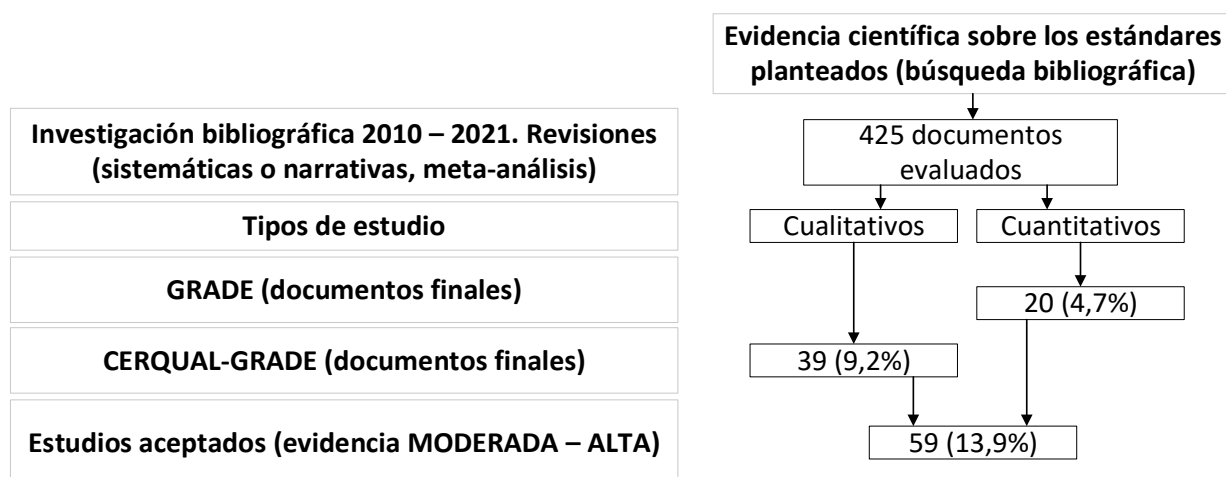 Evidencia científica sobre los estándares
planteados (búsqueda bibliográfica)
Investigación bibliográfica 2010 – 2021. Revisiones
(sistemáticas o narrativas, meta-análisis)
425 documentos
evaluados
Tipos de estudio
Cualitativos
Cuantitativos
GRADE (documentos finales)
20 (4,7%)
CERQUAL-GRADE (documentos finales)
39 (9,2%)
Estudios aceptados (evidencia MODERADA – ALTA)
59 (13,9%)